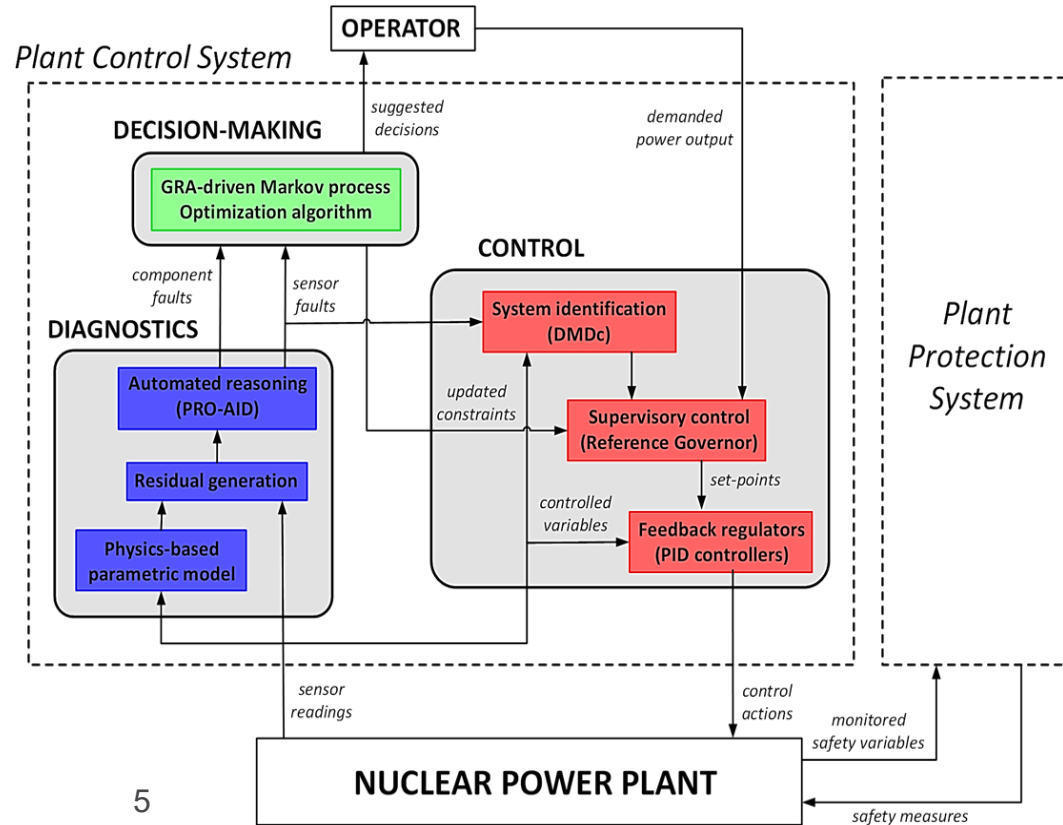 OPERATOR
Plant Control System
suggested
decisions
demanded
power output
DECISION-MAKING
GRA-driven Markov process
Optimization algorithm
component
faults
sensor
faults
CONTROL
System identification
(DMDc)
DIAGNOSTICS
Automated reasoning
(PRO-AID)
updated
constraints
Supervisory control
(Reference Governor)
Plant
Protection
System
Residual generation
set-points
controlled
variables
Feedback regulators
(PID controllers)
Physics-based
parametric model
sensor
readings
control
actions
monitored
safety variables
NUCLEAR POWER PLANT
5
safety measures